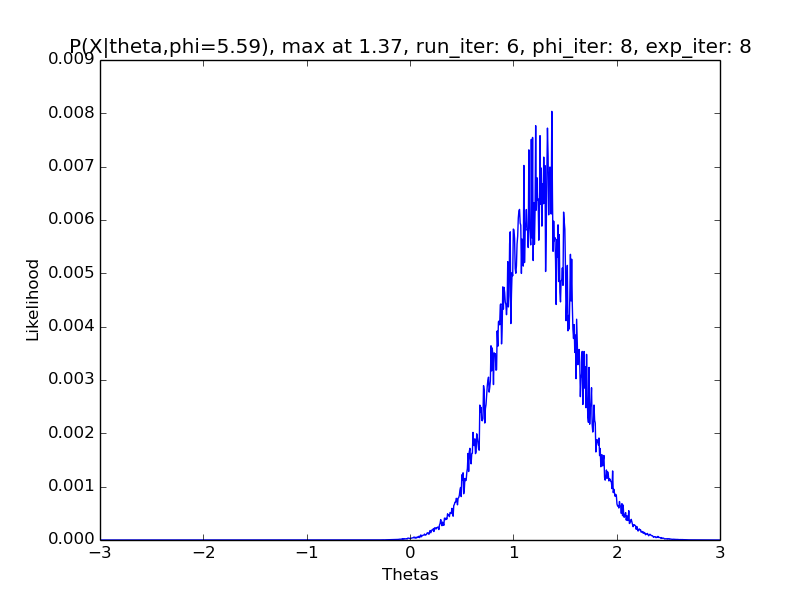 P(X|theta,phi=5.59), max at 1.37, run_iter: 6, phi_iter: 8, exp_iter: 8
0.009
0.008
0.007
0.006
0.005
0.004
0.003
0.002
0.001
0.000
Likelihood
−3 −2 −1 0 1 2 3
Thetas